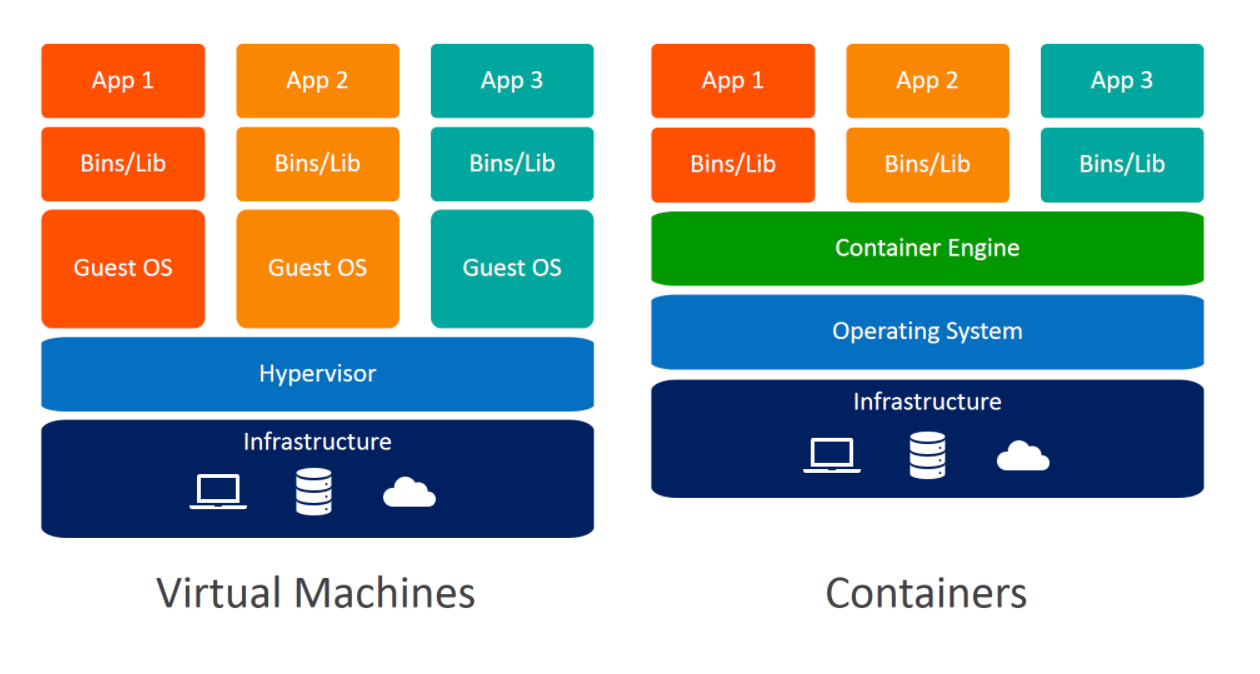 App 1
App 2
App 3
Bins/Lib
Bins/Lib
Bins/Lib
Guest OS
Guest OS
Guest OS
Hypervisor
Infrastructure
Virtual Machines
App 1
App 2
App 3
Bins/Lib
Bins/Lib
Bins/Lib
Container Engine
Operating System
Infrastructure
Containers